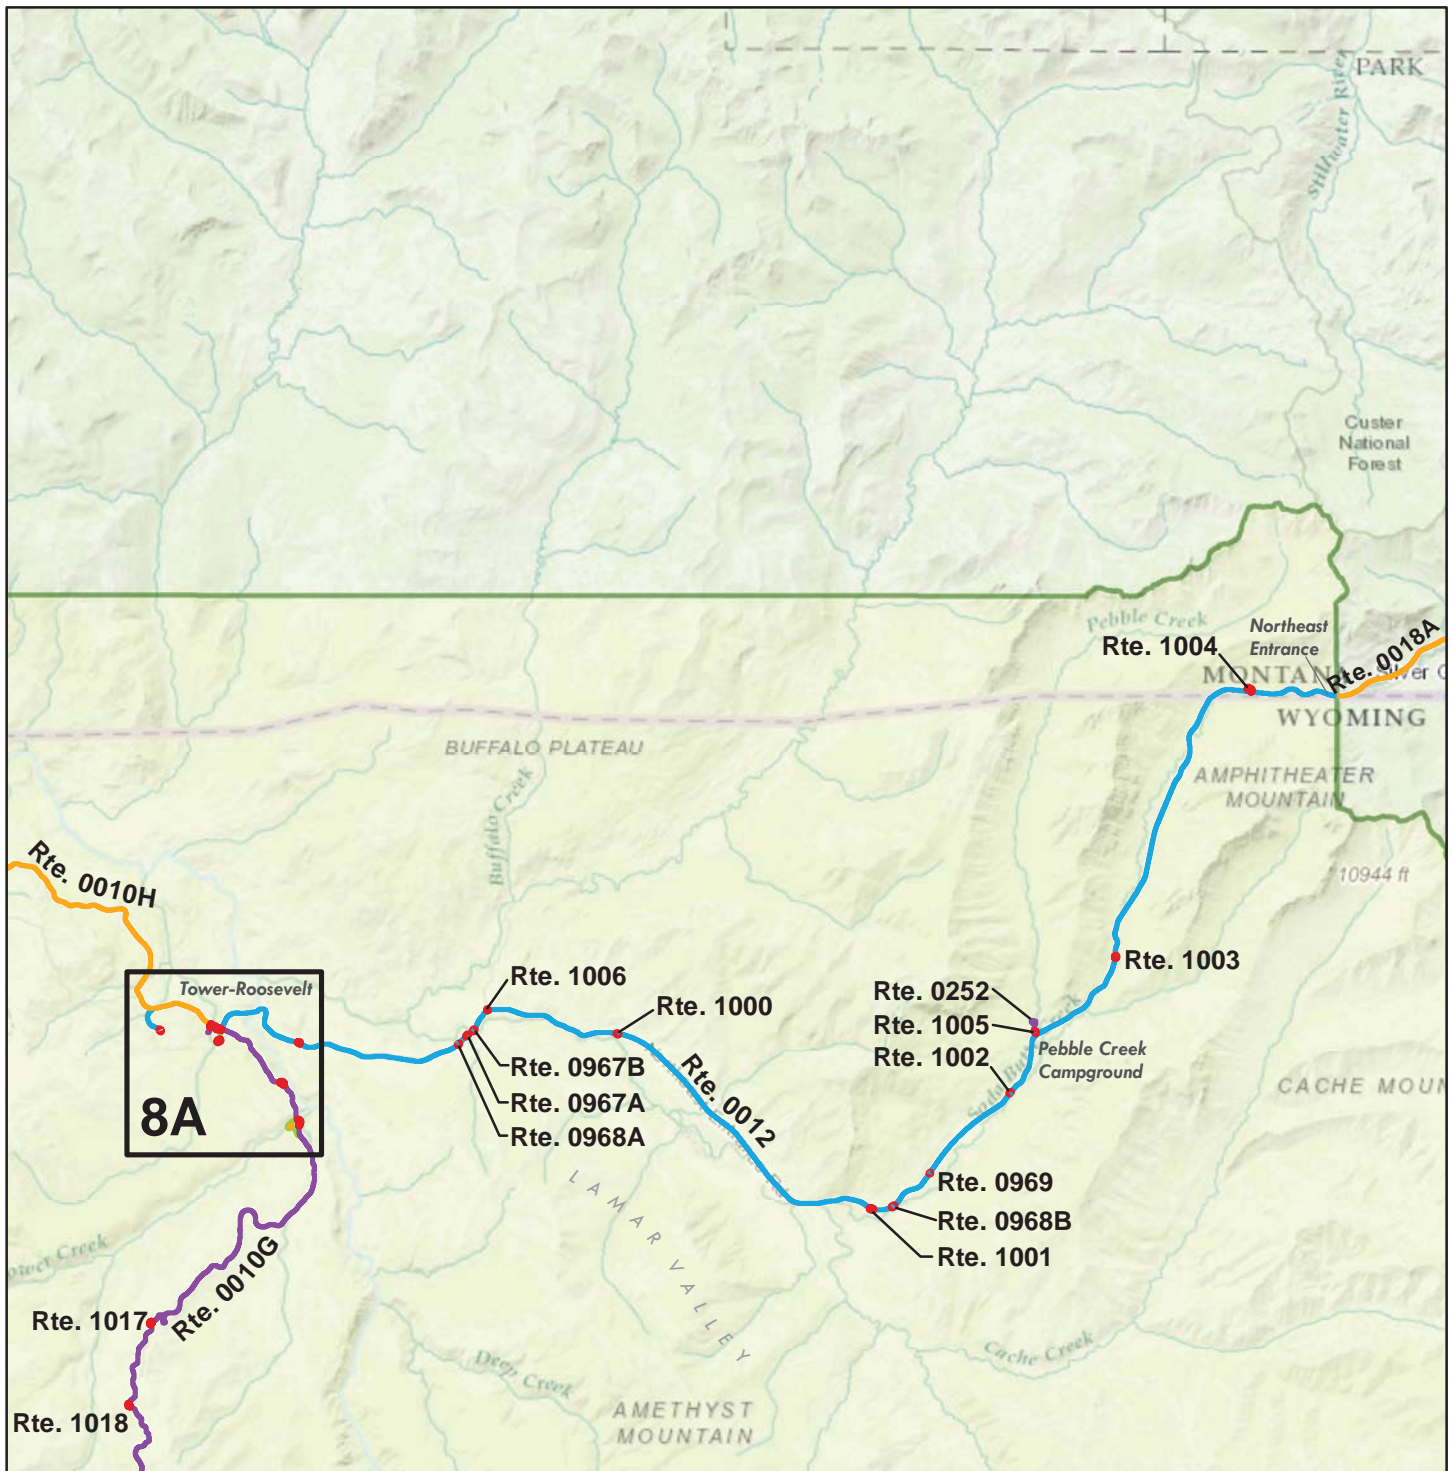 PARK
Stillwater River
Custer
National
Forest
Pebble Creek
Northeast
Entrance
Rte. 1004
Rte. 0018A
MONTANA
WYOMING
BUFFALO PLATEAU
AMPHITHEATER
MOUNTAIN
Buffalo Creek
10944 ft
Rte. 0010H
Tower-Roosevelt
8A
Rte. 1006
Rte. 1000
Rte. 0967B
Rte. 0967A
Rte. 0968A
Rte. 0012
Rte. 1003
Rte. 0252
Rte. 1005
Rte. 1002
Pebble Creek
Campground
CACHE MOUN
Rte. 0969
Rte. 0968B
Rte. 1001
LAMAR VALLEY
Creek
Rte. 0010G
Rte. 1017
Rte. 1018
Deep Creek
Cache Creek
AMETHYST
MOUNTAIN